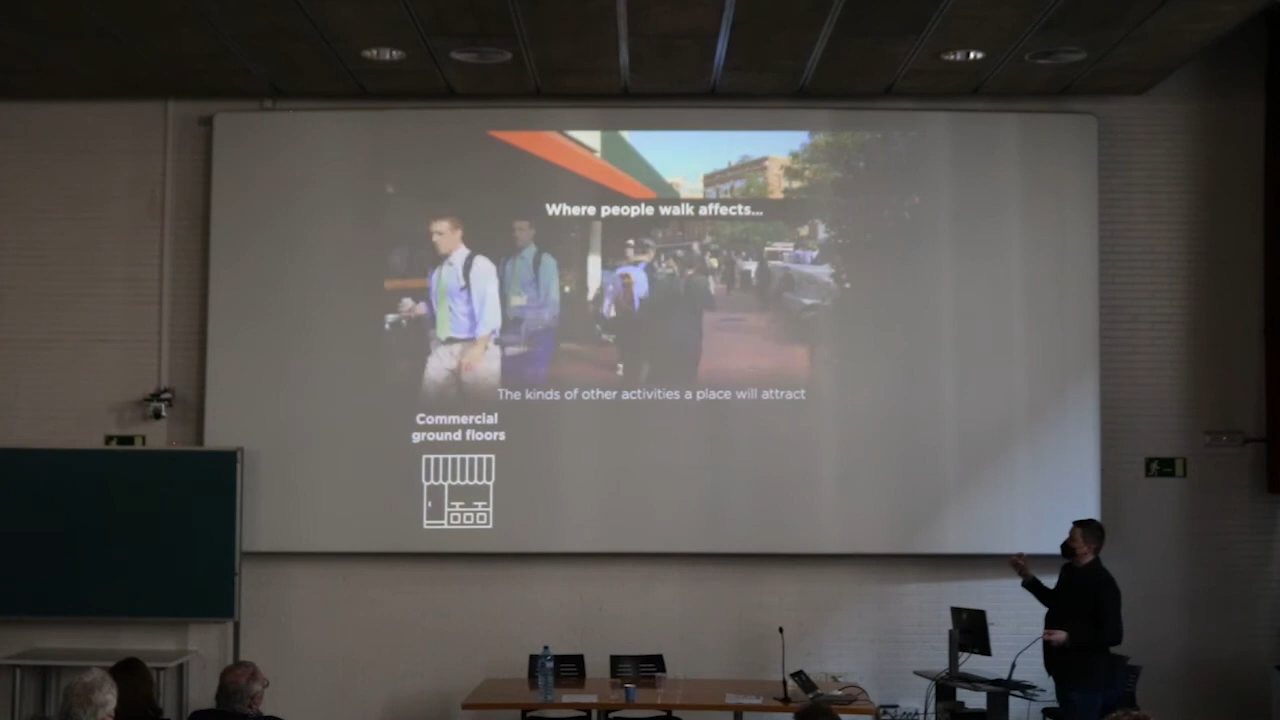 Where people walk affects...
The kinds of other activities a place will attract
Commercial
ground floors